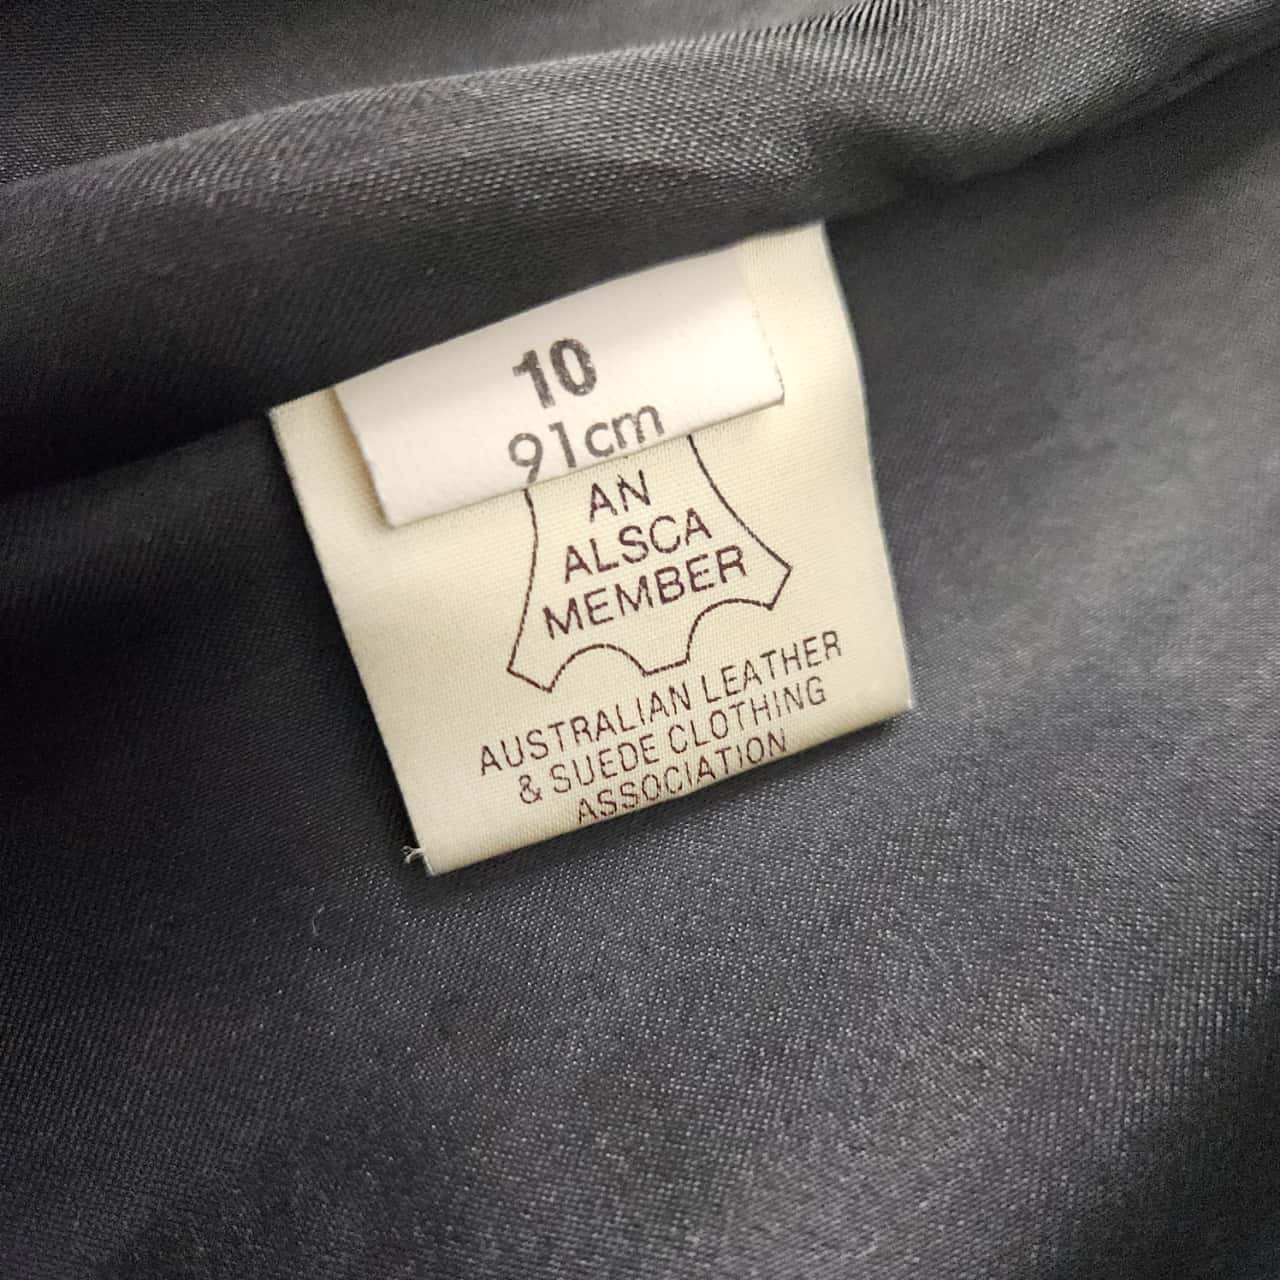 10
91cm
AN
ALSCA
MEMBER
AUSTRALIAN LEATHER
& SUEDE CLOTHING
ASSOCIATION